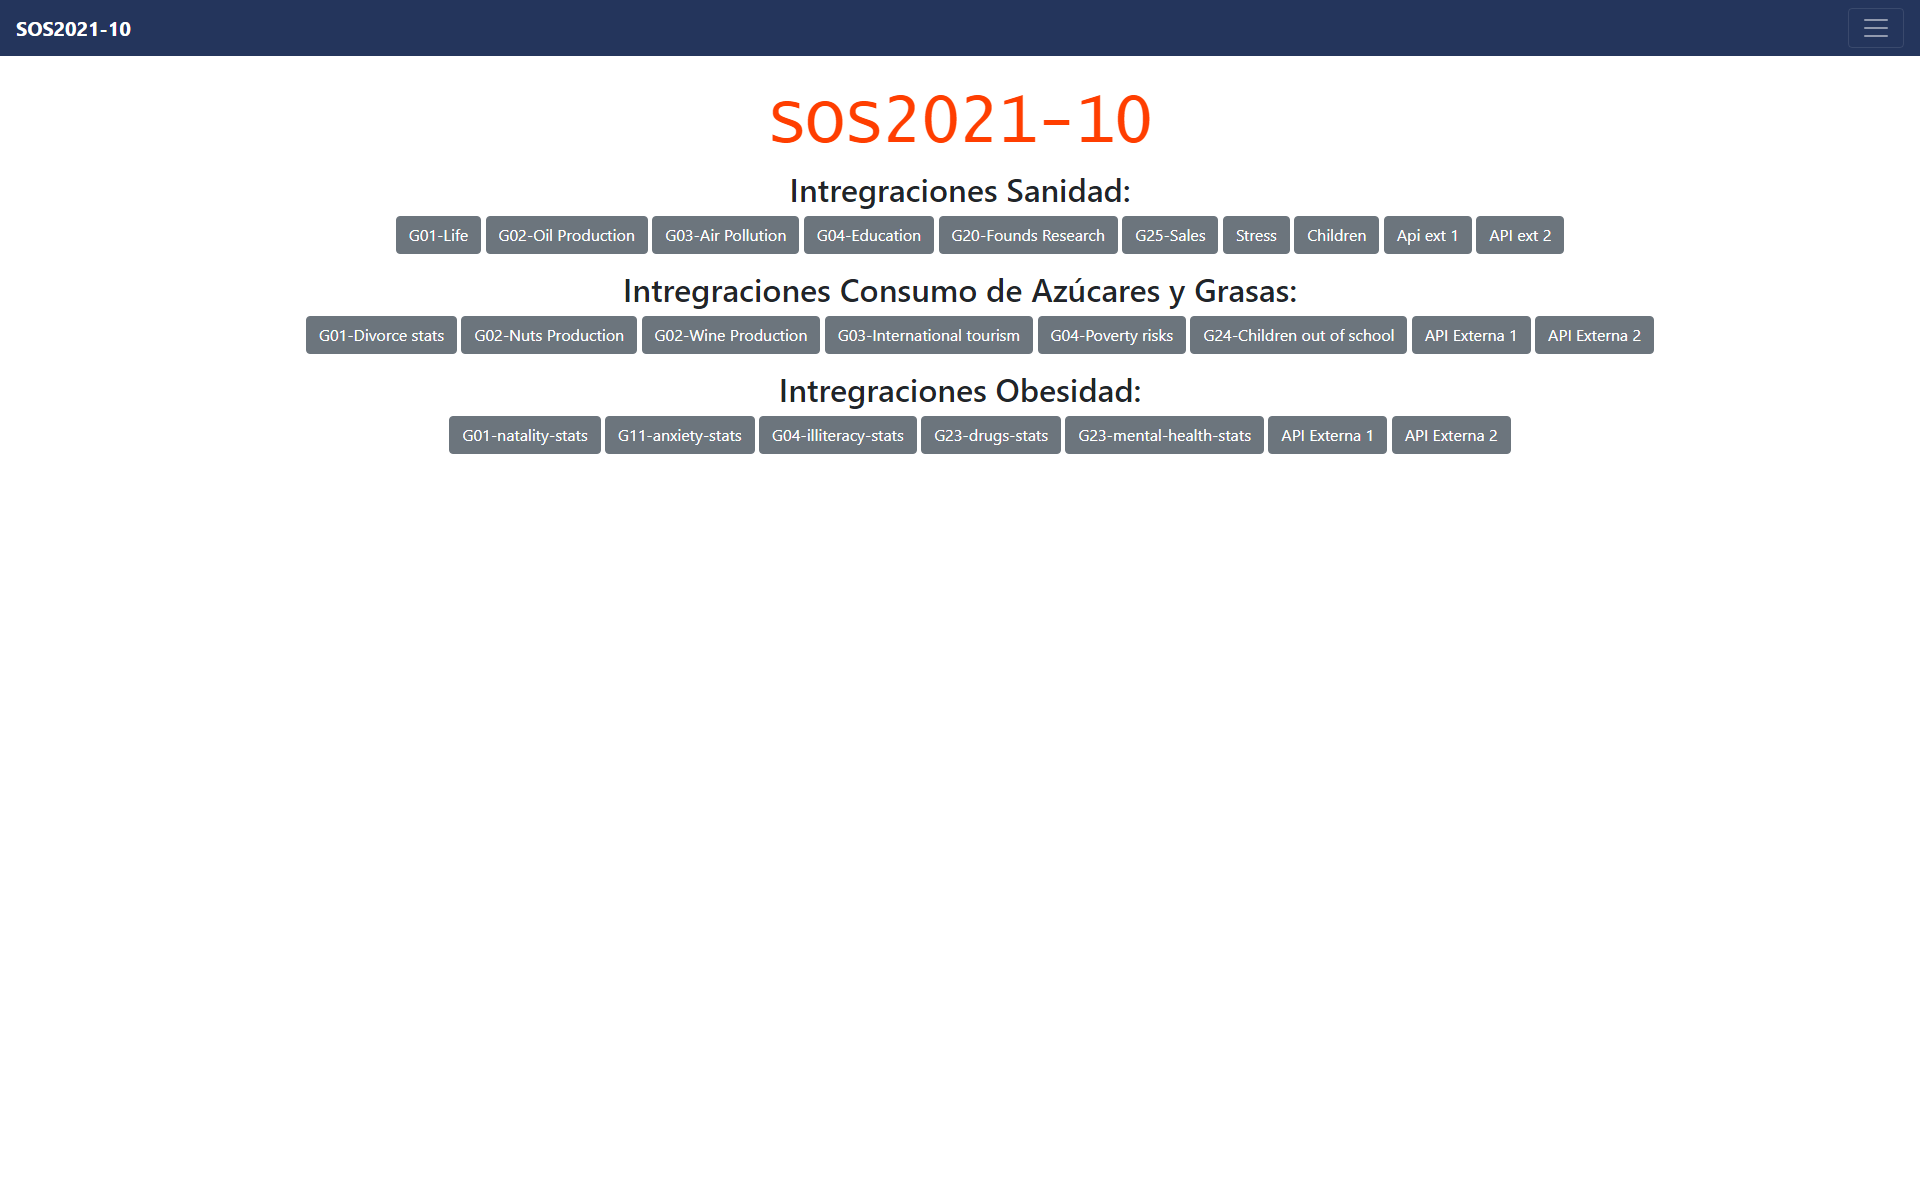 SOS2021-10
SOS2021-10
Intregraciones Sanidad:
G01-Life G02-Oil Production G03-Air Pollution G04-Education G20-Founds Research G25-Sales Stress Children Api ext 1 API ext 2
Intregraciones Consumo de Azúcares y Grasas:
G01-Divorce stats G02-Nuts Production G02-Wine Production G03-International tourism G04-Poverty risks G24-Children out of school API Externa 1 API Externa 2
Intregraciones Obesidad:
G01-natality-stats G11-anxiety-stats G04-illiteracy-stats G23-drugs-stats G23-mental-health-stats API Externa 1 API Externa 2